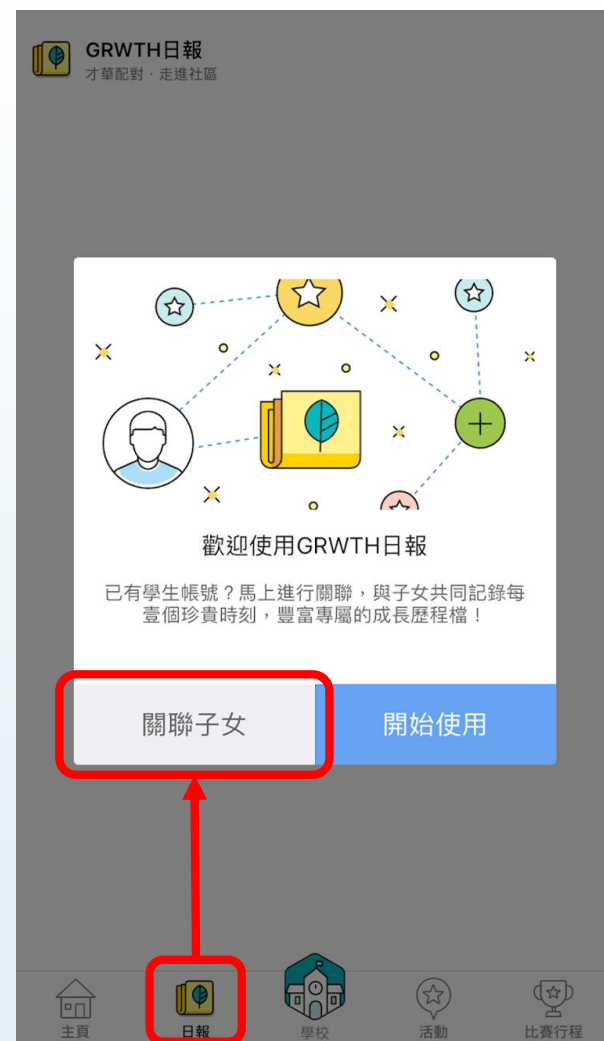 GRWTH日報
才華配對·走進社區
歡迎使用GRWTH日報
已有學生帳號？馬上進行關聯，與子女共同記錄每
壹個珍貴時刻，豐富專屬的成長歷程檔！
關聯子女
開始使用
主頁
日報
學校
活動
比賽行程